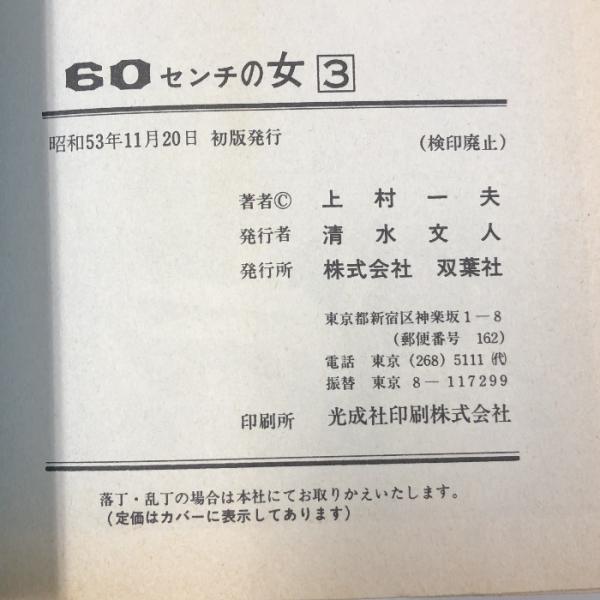 60センチの女 3
昭和53年11月20日 初版発行 (検印廃止)
著者© 上村一夫
発行者 清水文人
発行所 株式会社 双葉社
東京都新宿区神楽坂1−8
(郵便番号 162)
電話 東京 (268) 5111 ㈹
振替 東京 8−117299
印刷所 光成社印刷株式会社
落丁・乱丁の場合は本社にてお取りかえいたします。
(定価はカバーに表示してあります)